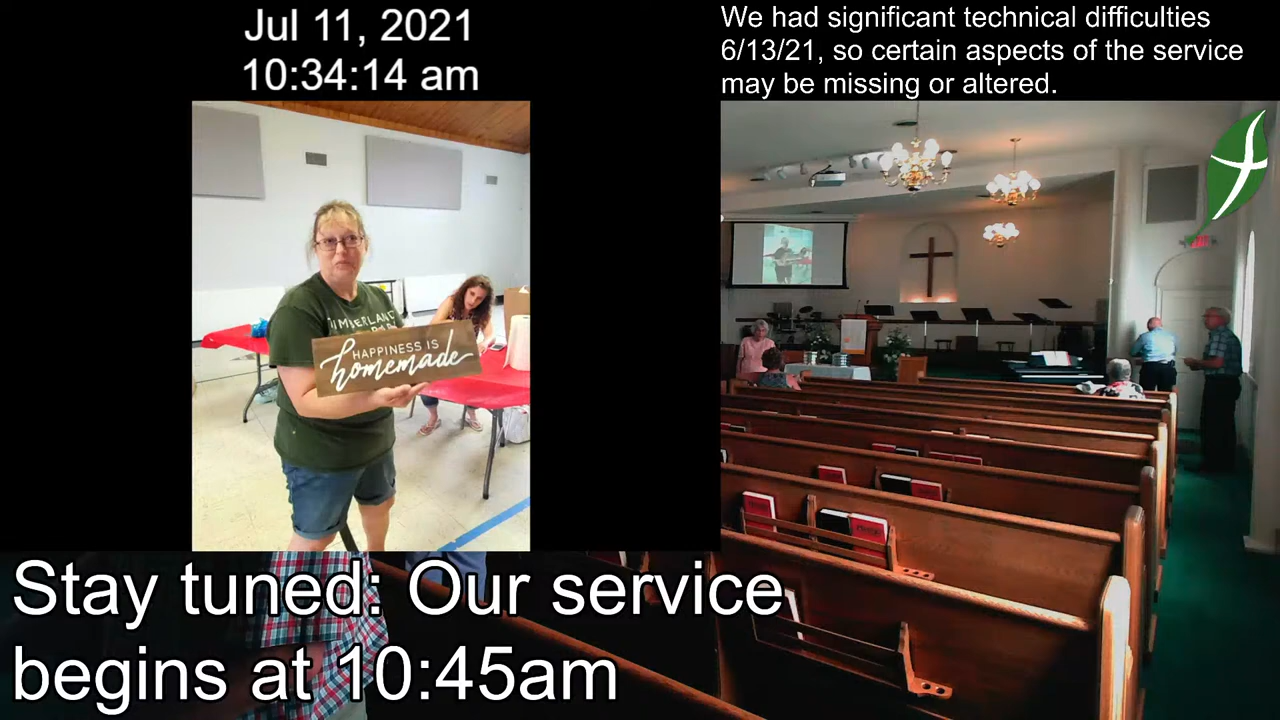 Jul 11, 2021
10:34:14 am
We had significant technical difficulties
6/13/21, so certain aspects of the service
may be missing or altered.
HAPPINESS IS
homemade
Stay tuned: Our service
begins at 10:45am